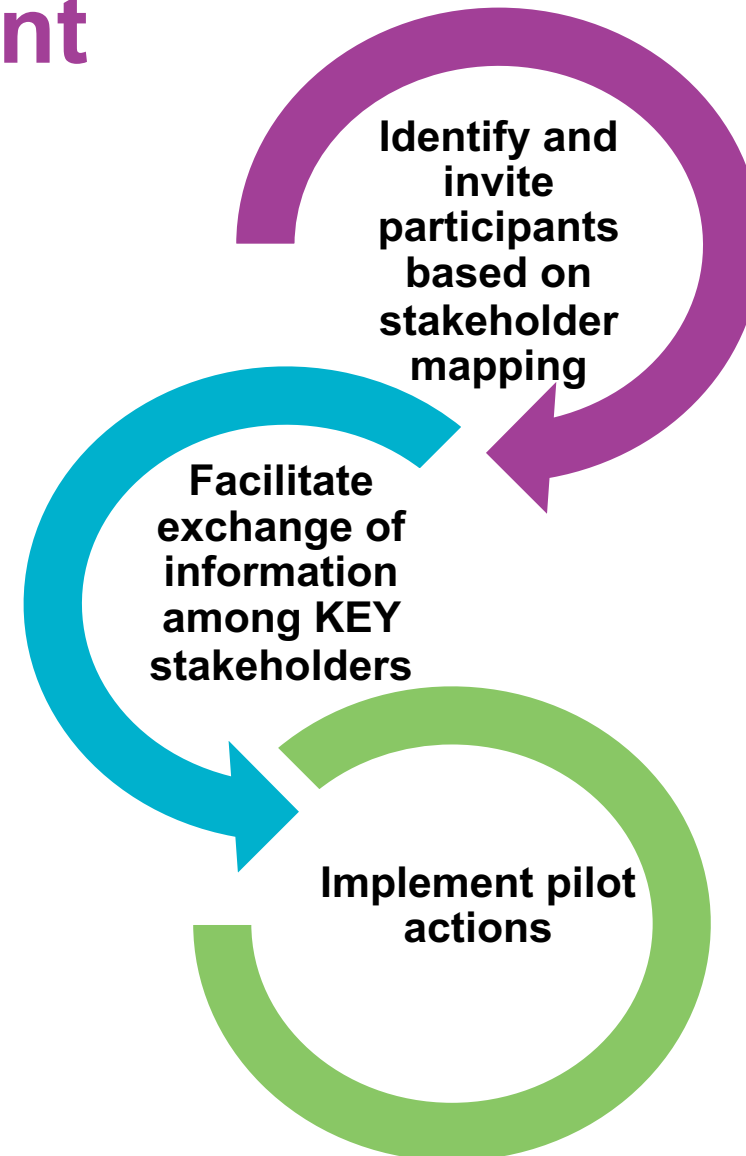 nt
Identify and
invite
participants
based on
stakeholder
mapping
Facilitate
exchange of
information
among KEY
stakeholders
Implement pilot
actions